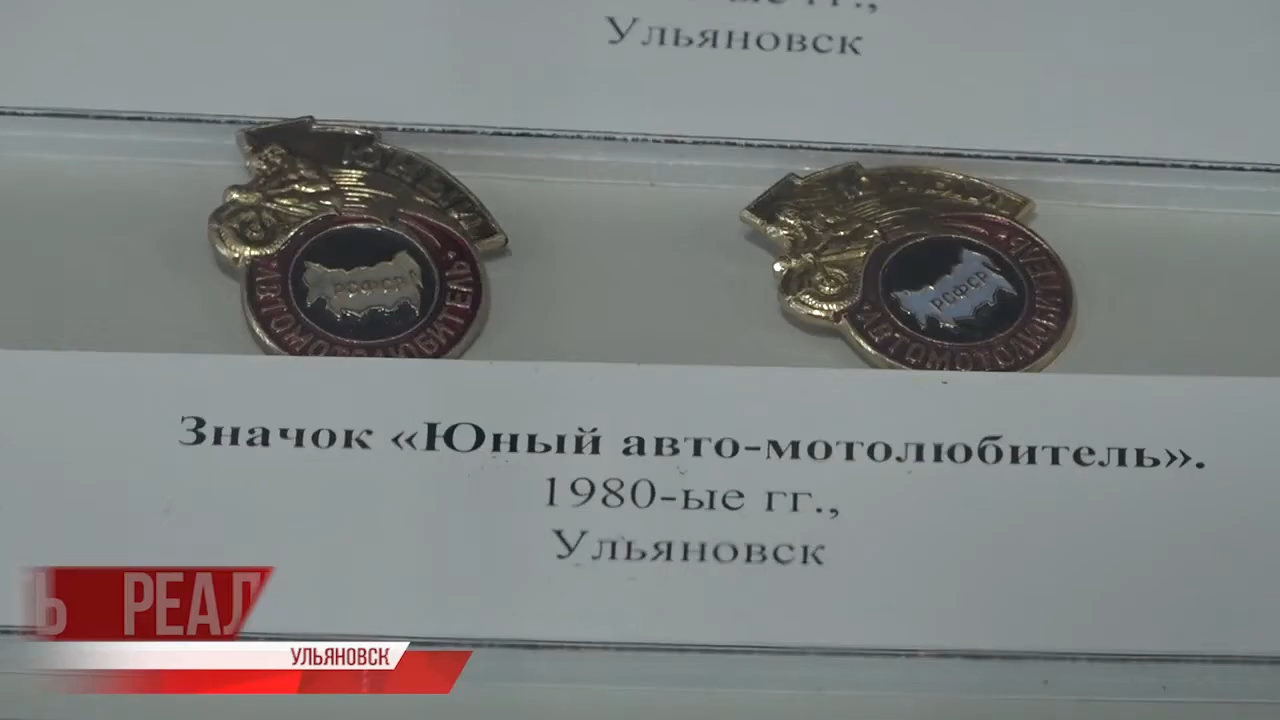 Ульяновск
РСФСР
АВТОМОТОЛЮБИТЕЛЬ
РСФСР
АВТОМОТОЛЮБИТЕЛЬ
Значок «Юный авто-мотолюбитель».
1980-ые гг.,
Ульяновск
Ь РЕАЛ
УЛЬЯНОВСК